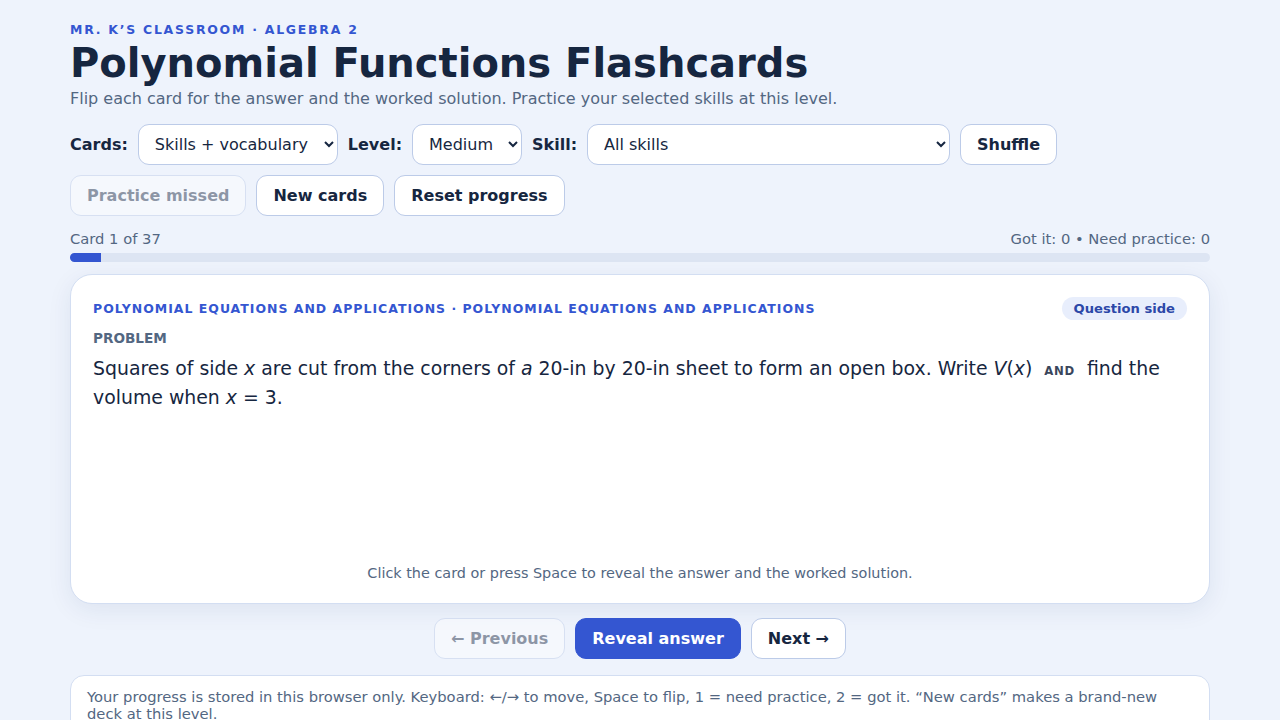 MR. K’S CLASSROOM · ALGEBRA 2
Polynomial Functions Flashcards
Flip each card for the answer and the worked solution. Practice your selected skills at this level.
Cards: Skills + vocabulary Level: Medium Skill: All skills Shuffle
Practice missed New cards Reset progress
Card 1 of 37 Got it: 0 • Need practice: 0
POLYNOMIAL EQUATIONS AND APPLICATIONS · POLYNOMIAL EQUATIONS AND APPLICATIONS Question side
PROBLEM
Squares of side x are cut from the corners of a 20-in by 20-in sheet to form an open box. Write V(x) AND find the
volume when x = 3.
Click the card or press Space to reveal the answer and the worked solution.
← Previous Reveal answer Next →
Your progress is stored in this browser only. Keyboard: ←/→ to move, Space to flip, 1 = need practice, 2 = got it. “New cards” makes a brand-new
deck at this level.